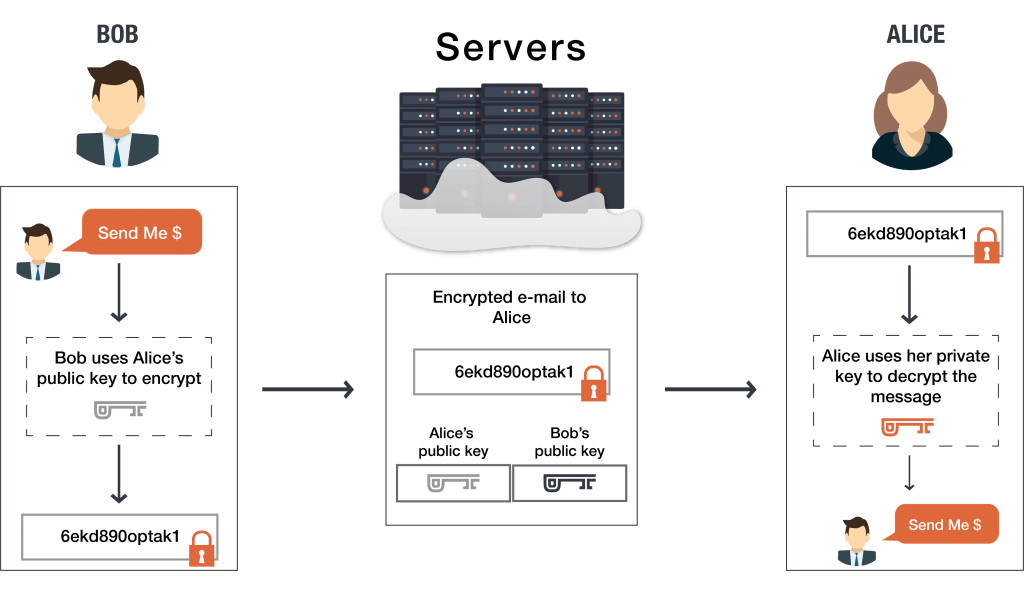 BOB
Servers
ALICE
Send Me $
Bob uses Alice's
public key to encrypt
6ekd890optak1
Encrypted e-mail to
Alice
6ekd890optak1
Alice's
public key
Bob's
public key
6ekd890optak1
Alice uses her private
key to decrypt the
message
Send Me $